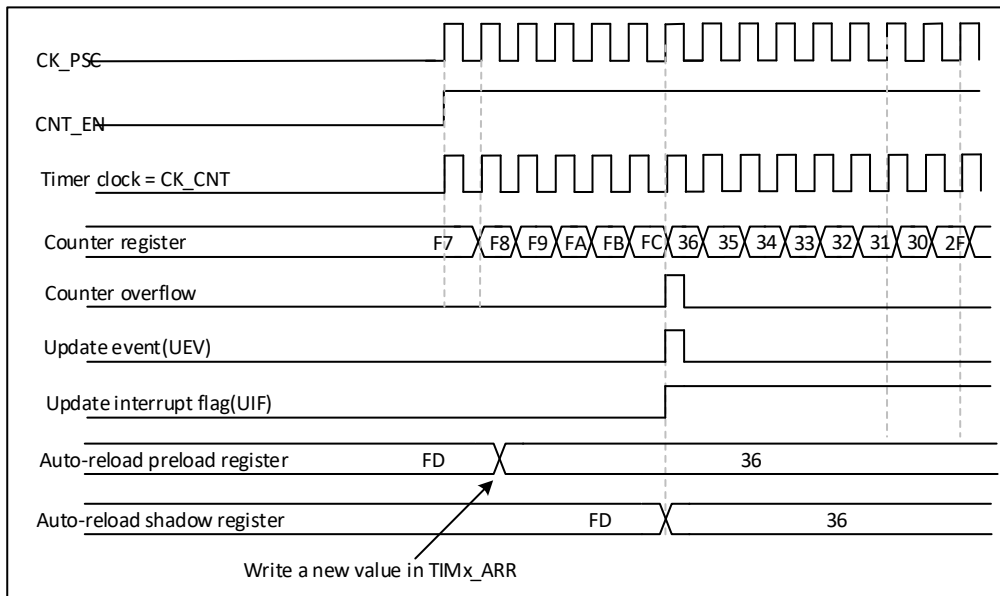 CK_PSC
CNT_EN
Timer clock = CK_CNT
Counter register F7 F8 F9 FA FB FC 36 35 34 33 32 31 30 2F
Counter overflow
Update event(UEV)
Update interrupt flag(UIF)
Auto-reload preload register FD 36
Auto-reload shadow register FD 36
Write a new value in TIMx_ARR